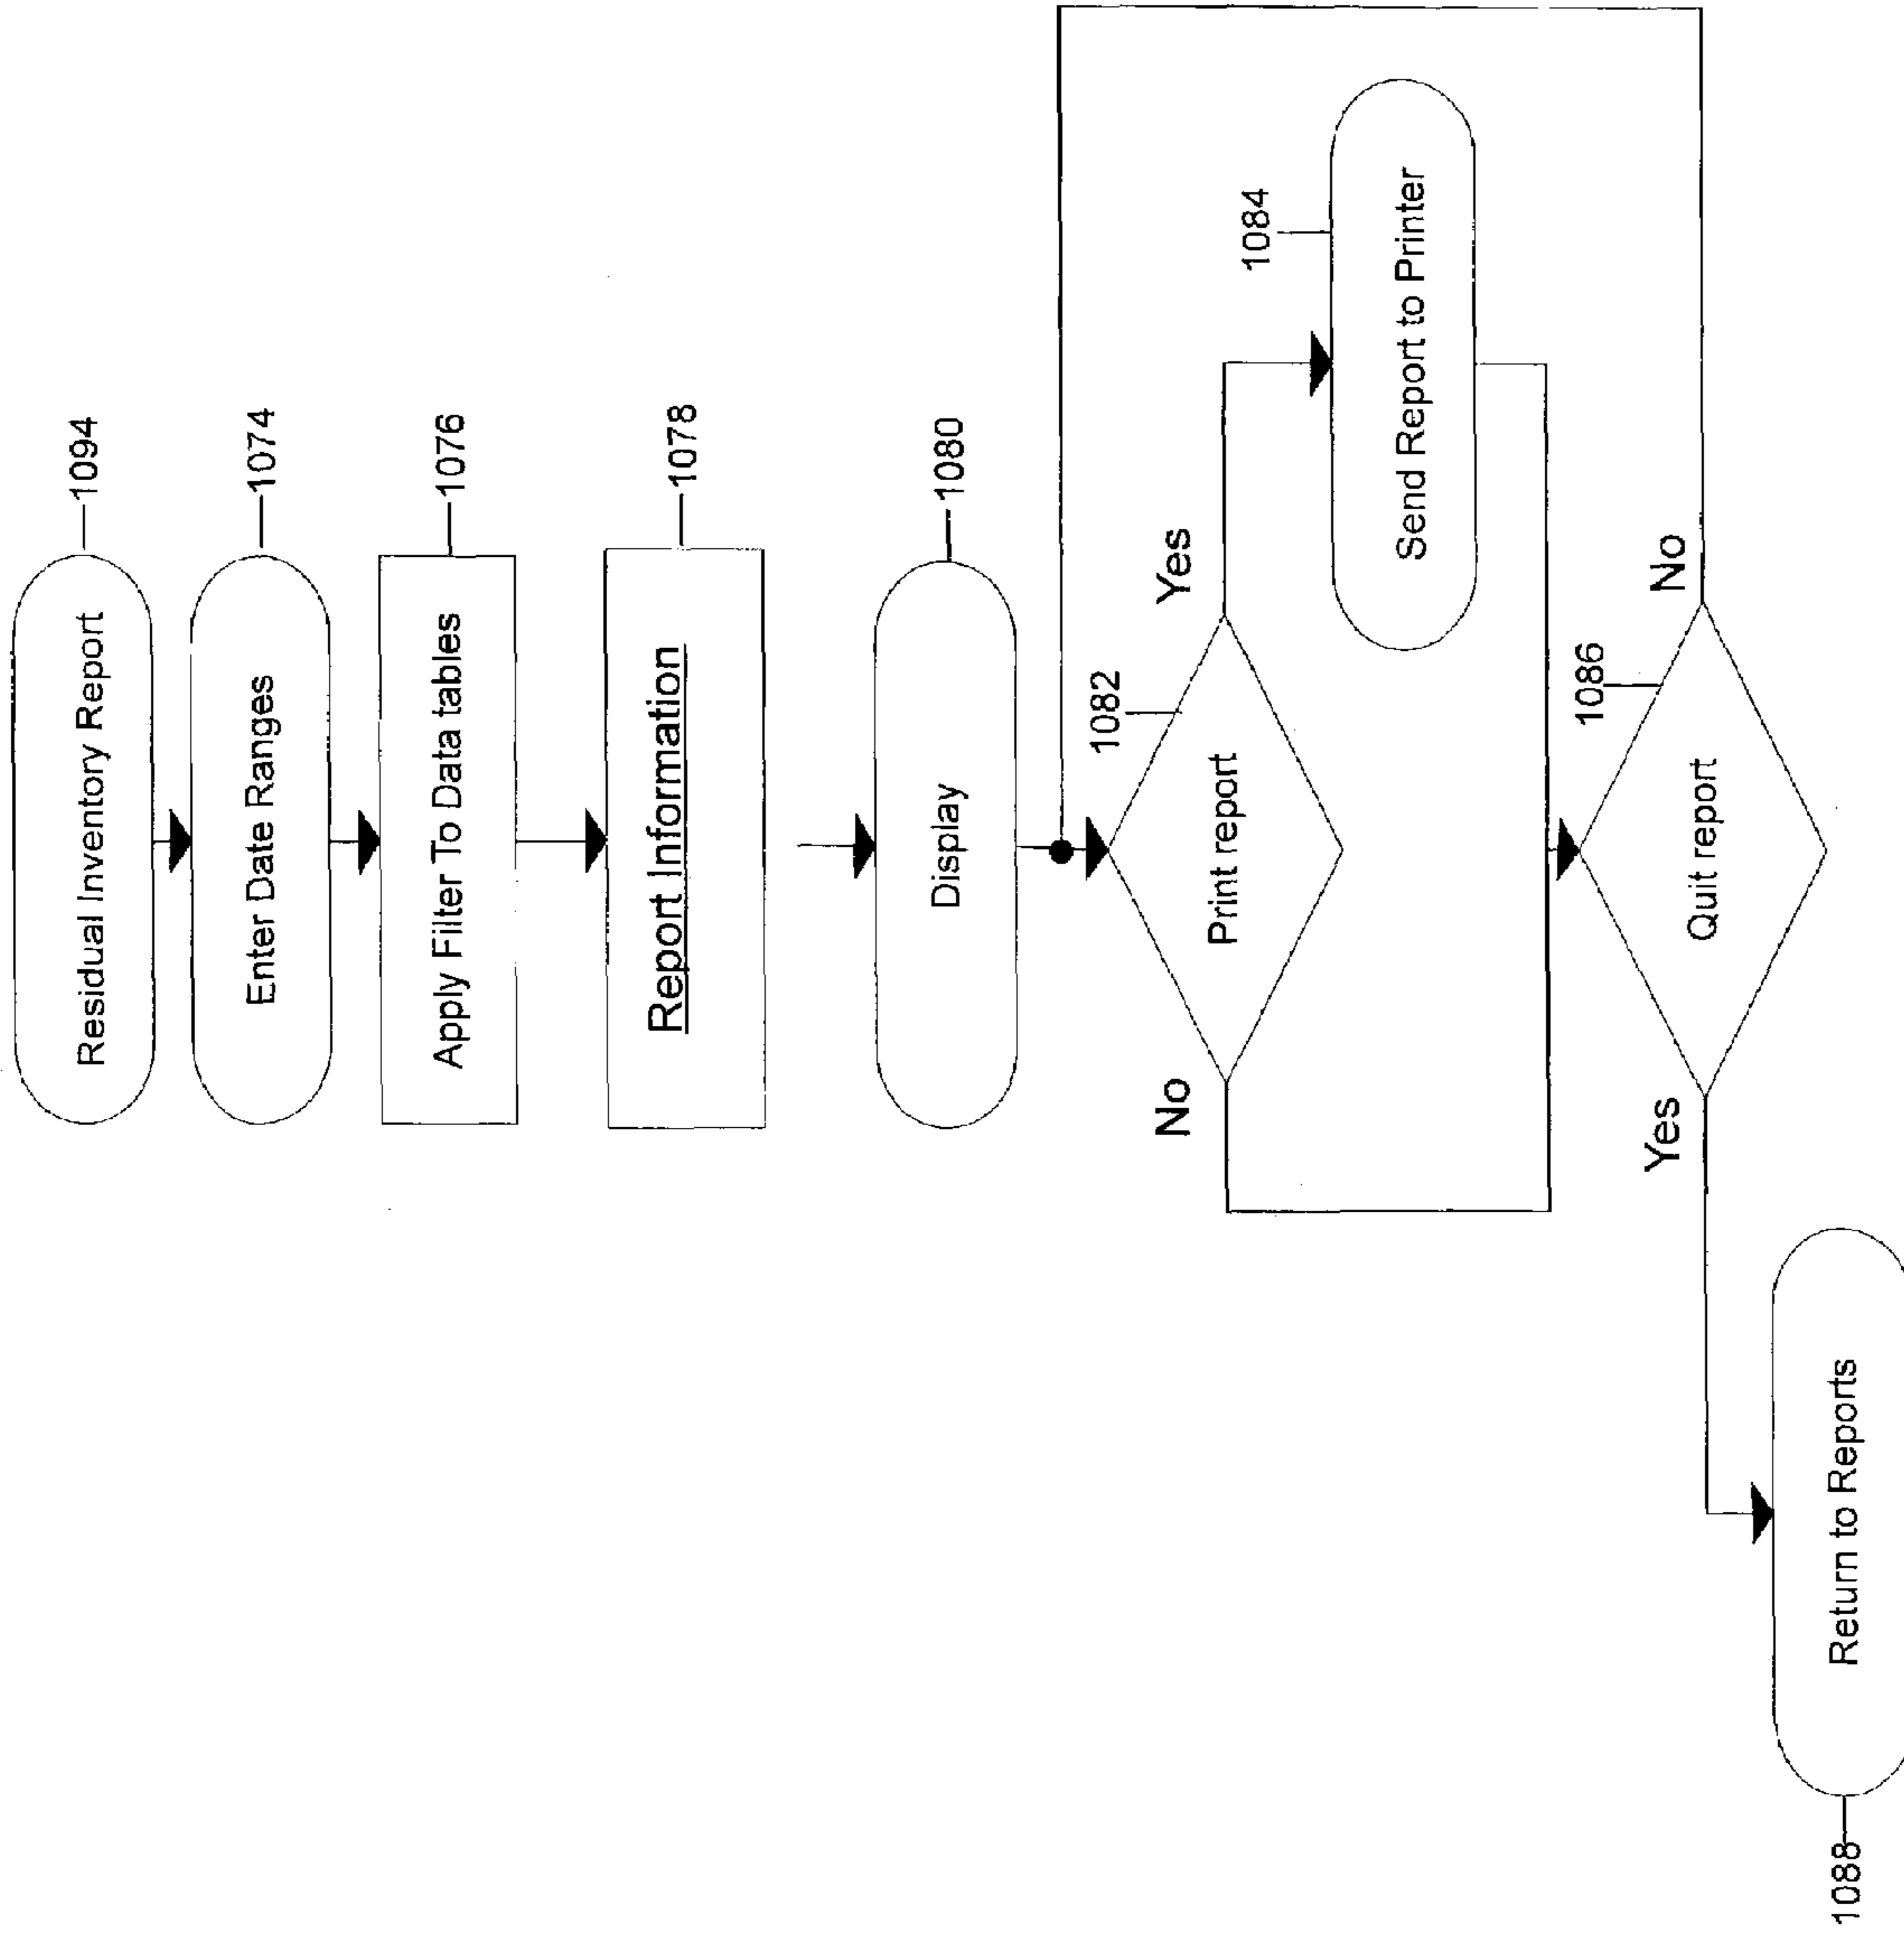 Residual Inventory Report
1094
Enter Date Ranges
1074
Apply Filter To Data tables
1076
Report Information
1078
Display
1080
1082
Print report
No
Yes
1084
Send Report to Printer
1086
Quit report
Yes
No
Return to Reports
1088